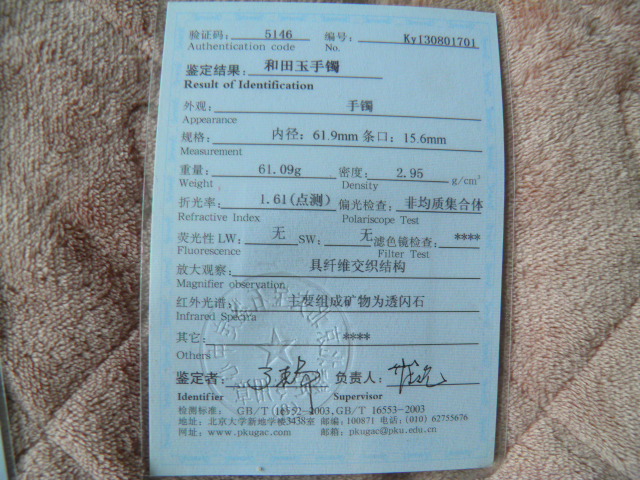 验证码: 5146 编号: Ky130801701
Authentication code No.
鉴定结果: 和田玉手镯
Result of Identification
外观: 手镯
Appearance
规格: 内径: 61.9mm 条口: 15.6mm
Measurement
重量: 61.09g 密度: 2.95 g/cm³
Weight Density
折光率: 1.61(点测) 偏光检查: 非均质集合体
Refractive Index Polariscope Test
荧光性 LW: 无 SW: 无 滤色镜检查: ****
Fluorescence Filter Test
放大观察: 具纤维交织结构
Magnifier observation
红外光谱: 主要组成矿物为透闪石
Infrared Spectra
其它: ****
Others
鉴定者: 负责人:
Identifier Supervisor
检测标准: GB/T 16552-2003,GB/T 16553-2003
地址: 北京大学新地学楼3438室 邮编: 100871 电话: (010) 62755676
网址: www.pkugac.com 邮箱: pkugac@pku.edu.cn